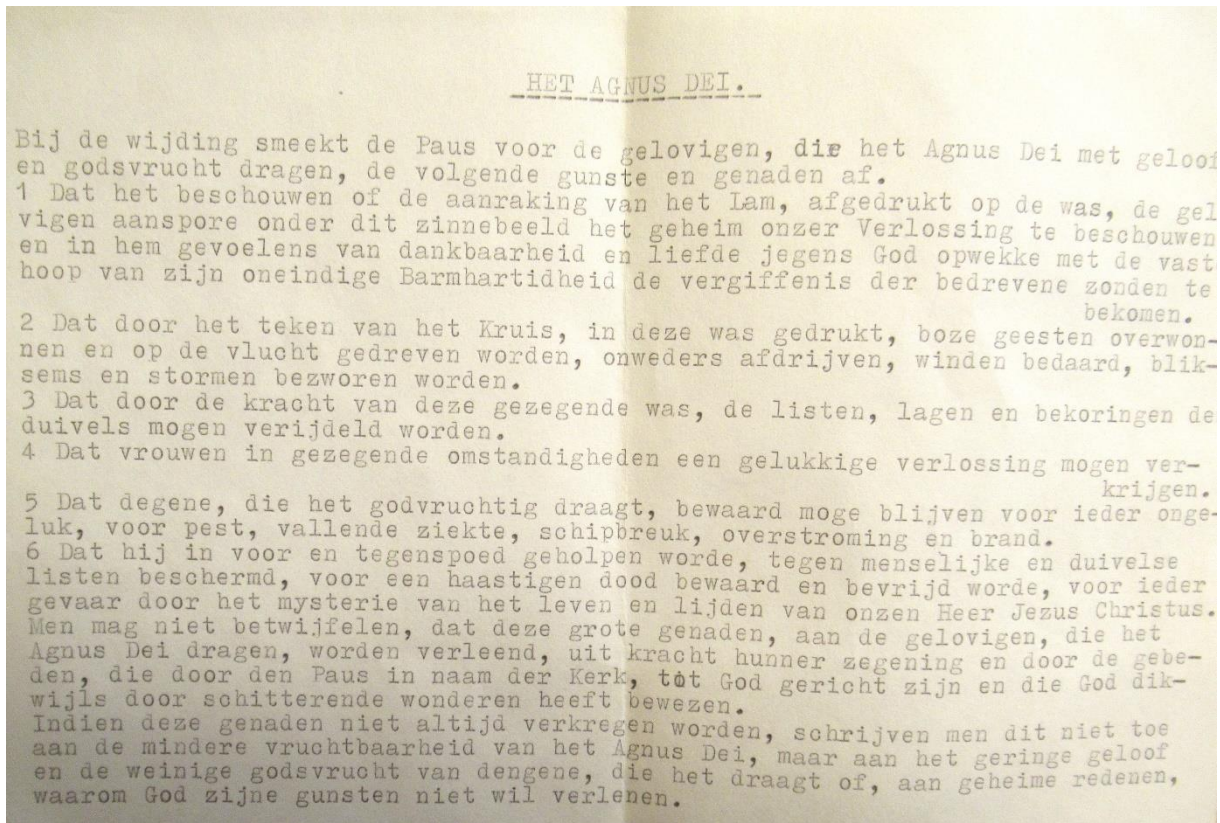 HET AGNUS DEI.
Bij de wijding smeekt de Paus voor de gelovigen, die het Agnus Dei met geloof
en godsvrucht dragen, de volgende gunste en genaden af.
1 Dat het beschouwen of de aanraking van het Lam, afgedrukt op de was, de gel
vigen aanspore onder dit zinnebeeld het geheim onzer Verlossing te beschouwen
en in hem gevoelens van dankbaarheid en liefde jegens God opwekke met de vast
hoop van zijn oneindige Barmhartidheid de vergiffenis der bedrevene zonden te
bekomen.
2 Dat door het teken van het Kruis, in deze was gedrukt, boze geesten overwon-
nen en op de vlucht gedreven worden, onweders afdrijven, winden bedaard, blik-
sems en stormen bezworen worden.
3 Dat door de kracht van deze gezegende was, de listen, lagen en bekoringen de
duivels mogen verijdeld worden.
4 Dat vrouwen in gezegende omstandigheden een gelukkige verlossing mogen ver-
krijgen.
5 Dat degene, die het godvruchtig draagt, bewaard moge blijven voor ieder onge-
luk, voor pest, vallende ziekte, schipbreuk, overstroming en brand.
6 Dat hij in voor en tegenspoed geholpen worde, tegen menselijke en duivelse
listen beschermd, voor een haastigen dood bewaard en bevrijd worde, voor ieder
gevaar door het mysterie van het leven en lijden van onzen Heer Jezus Christus.
Men mag niet betwijfelen, dat deze grote genaden, aan de gelovigen, die het
Agnus Dei dragen, worden verleend, uit kracht hunner zegening en door de gebe-
den, die door den Paus in naam der Kerk, tot God gericht zijn en die God dik-
wijls door schitterende wonderen heeft bewezen.
Indien deze genaden niet altijd verkregen worden, schrijven men dit niet toe
aan de mindere vruchtbaarheid van het Agnus Dei, maar aan het geringe geloof
en de weinige godsvrucht van dengene, die het draagt of, aan geheime redenen,
waarom God zijne gunsten niet wil verlenen.